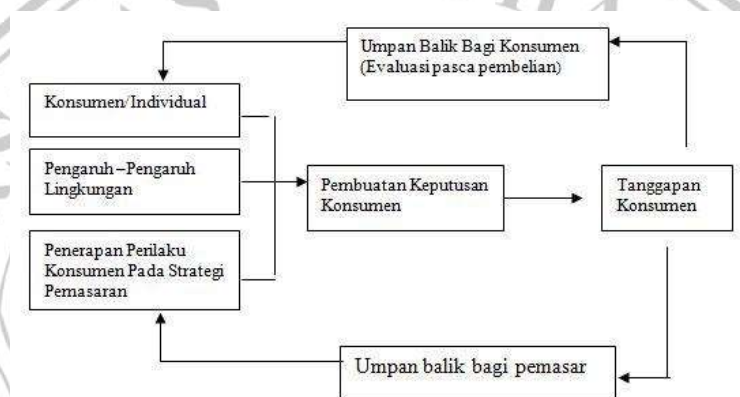 Umpan Balik Bagi Konsumen
(Evaluasi pasca pembelian)
Konsumen/Individual
Pengaruh–Pengaruh
Lingkungan
Pembuatan Keputusan
Konsumen
Tanggapan
Konsumen
Penerapan Perilaku
Konsumen Pada Strategi
Pemasaran
Umpan balik bagi pemasar